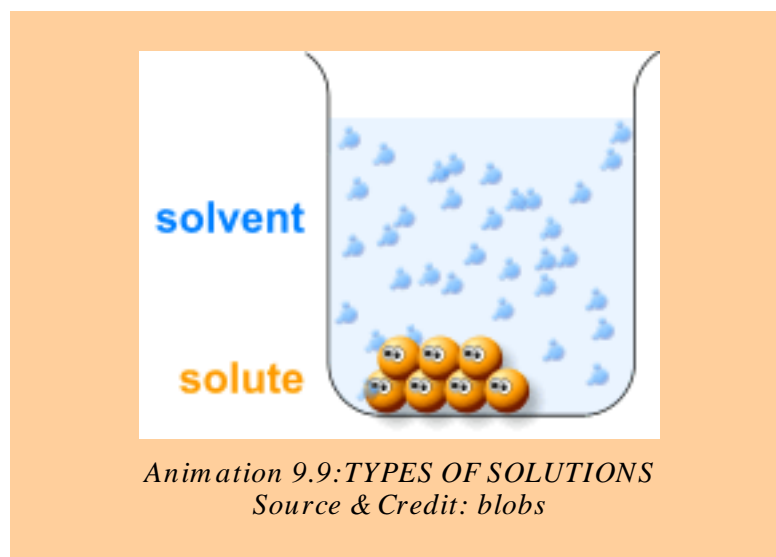 solvent
solute
Animation 9.9:TYPES OF SOLUTIONS
Source & Credit: blobs